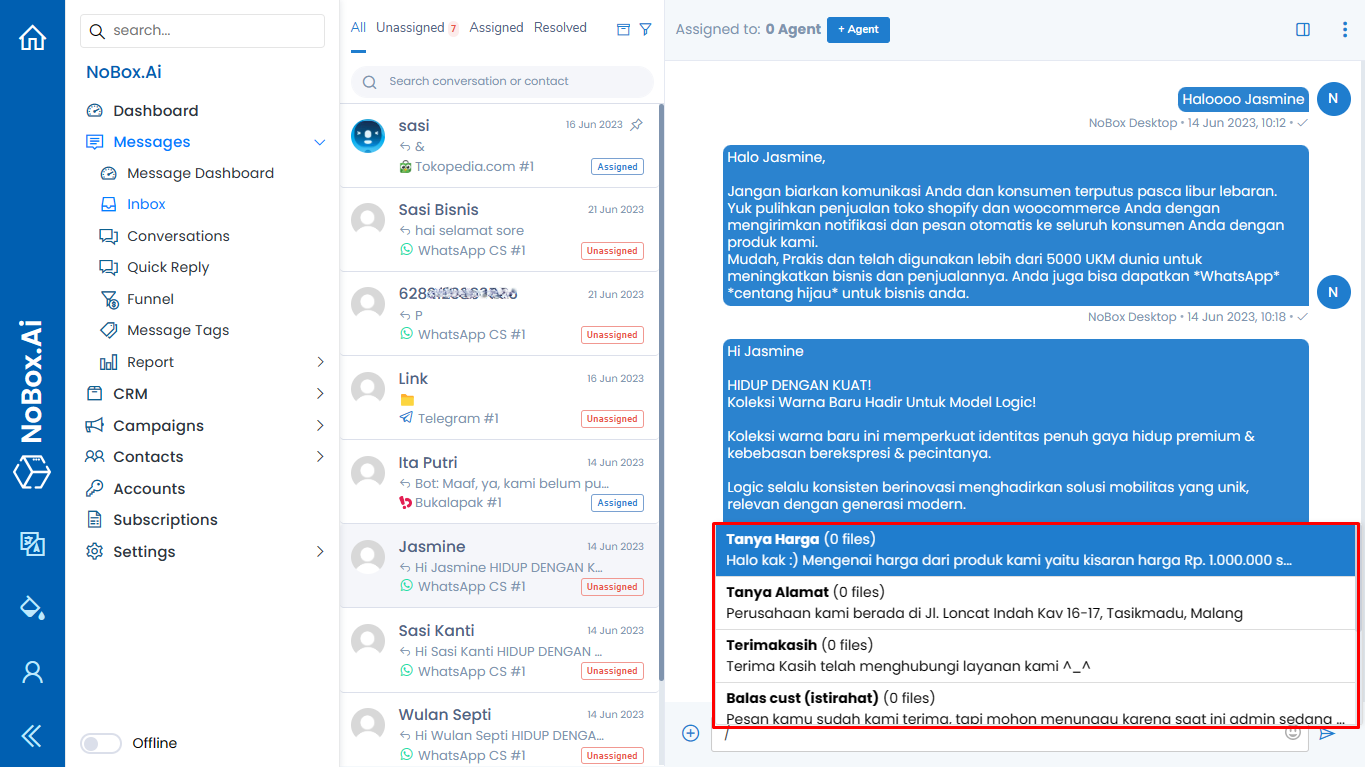 NoBox.Ai
search...
NoBox.Ai
Dashboard
Messages
Message Dashboard
Inbox
Conversations
Quick Reply
Funnel
Message Tags
Report
CRM
Campaigns
Contacts
Accounts
Subscriptions
Settings
Offline
All Unassigned 7 Assigned Resolved
Search conversation or contact
sasi 16 Jun 2023
&
Tokopedia.com #1 Assigned
Sasi Bisnis 21 Jun 2023
hai selamat sore
WhatsApp CS #1 Unassigned
21 Jun 2023
P
WhatsApp CS #1 Unassigned
Link 16 Jun 2023
Telegram #1 Unassigned
Ita Putri 14 Jun 2023
Bot: Maaf, ya, kami belum pu...
Bukalapak #1 Assigned
Jasmine 14 Jun 2023
Hi Jasmine HIDUP DENGAN K...
WhatsApp CS #1 Unassigned
Sasi Kanti 14 Jun 2023
Hi Sasi Kanti HIDUP DENGAN ...
WhatsApp CS #1 Unassigned
Wulan Septi 14 Jun 2023
Hi Wulan Septi HIDUP DENGA...
WhatsApp CS #1 Unassigned
Assigned to: 0 Agent + Agent
Haloooo Jasmine N
NoBox Desktop • 14 Jun 2023, 10:12 •
Halo Jasmine,
Jangan biarkan komunikasi Anda dan konsumen terputus pasca libur lebaran.
Yuk pulihkan penjualan toko shopify dan woocommerce Anda dengan
mengirimkan notifikasi dan pesan otomatis ke seluruh konsumen Anda dengan
produk kami.
Mudah, Prakis dan telah digunakan lebih dari 5000 UKM dunia untuk
meningkatkan bisnis dan penjualannya. Anda juga bisa dapatkan *WhatsApp*
*centang hijau* untuk bisnis anda. N
NoBox Desktop • 14 Jun 2023, 10:18 •
Hi Jasmine
HIDUP DENGAN KUAT!
Koleksi Warna Baru Hadir Untuk Model Logic!
Koleksi warna baru ini memperkuat identitas penuh gaya hidup premium &
kebebasan berekspresi & pecintanya.
Logic selalu konsisten berinovasi menghadirkan solusi mobilitas yang unik,
relevan dengan generasi modern.
Tanya Harga (0 files)
Halo kak :) Mengenai harga dari produk kami yaitu kisaran harga Rp. 1.000.000 s...
Tanya Alamat (0 files)
Perusahaan kami berada di Jl. Loncat Indah Kav 16-17, Tasikmadu, Malang
Terimakasih (0 files)
Terima Kasih telah menghubungi layanan kami ^_^
Balas cust (istirahat) (0 files)
Pesan kamu sudah kami terima. tapi mohon menunggu karena saat ini admin sedang ...
/